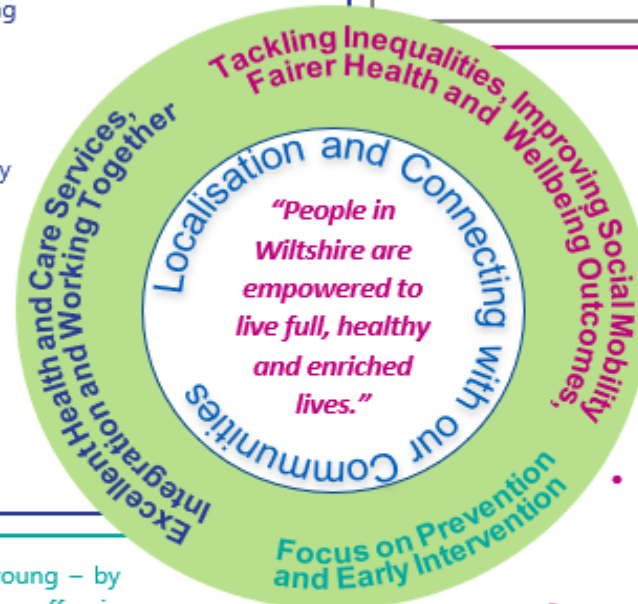 Tackling Inequalities, Improving Social Mobility
Fairer Health and Wellbeing Outcomes,
Excellent Health and Care Services,
Integration and Working Together
Localisation and Connecting with our Communities
“People in
Wiltshire are
empowered to
live full, healthy
and enriched
lives.”
Focus on Prevention
and Early Intervention
young – by